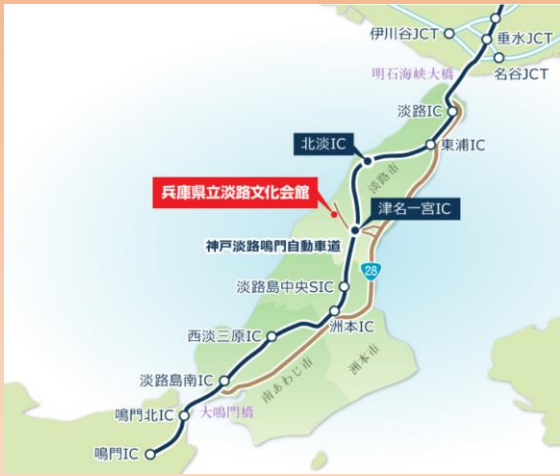 伊川谷JCT
垂水JCT
名谷JCT
明石海峡大橋
淡路IC
東浦IC
北淡IC
淡路市
兵庫県立淡路文化会館
津名一宮IC
神戸淡路鳴門自動車道
28
淡路島中央SIC
洲本IC
西淡三原IC
洲本市
南あわじ市
淡路島南IC
大鳴門橋
鳴門北IC
鳴門IC